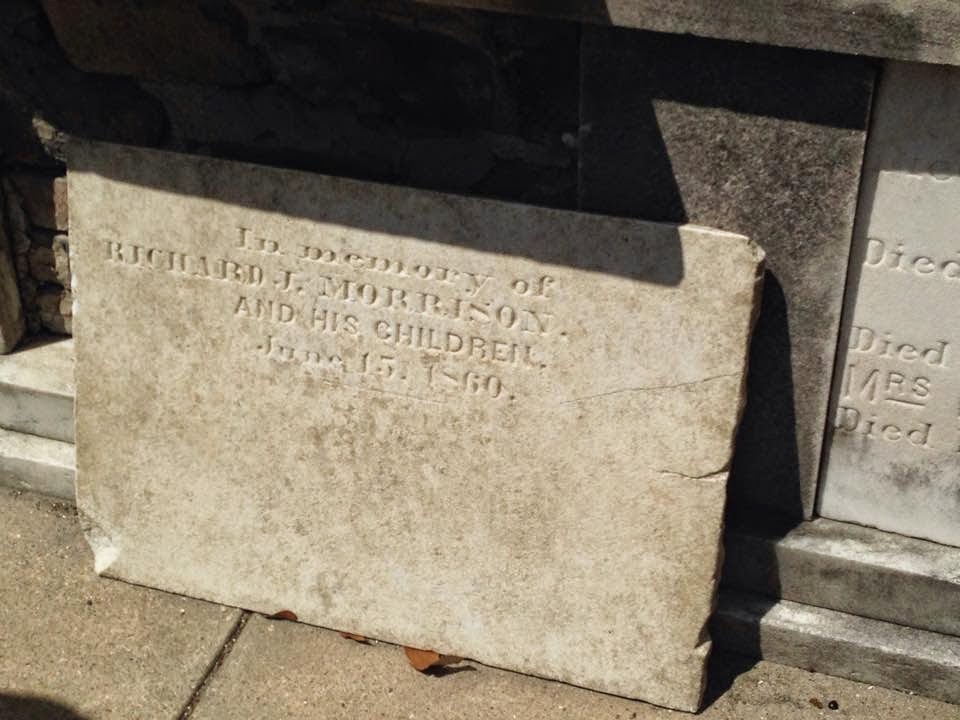 In memory of
RICHARD J. MORRISON.
AND HIS CHILDREN.
June 15. 1860.
Died
Died
MRS
Died